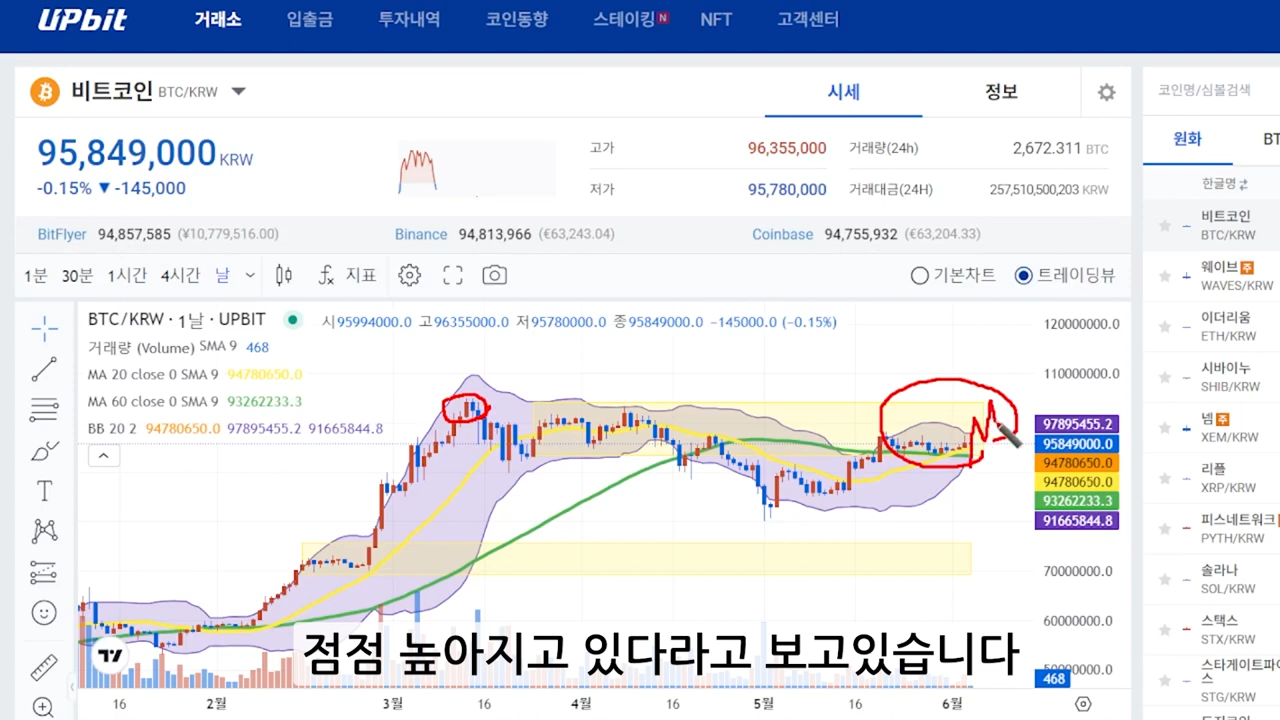 UPbit 거래소 입출금 투자내역 코인동향 스테이킹 N NFT 고객센터
비트코인 BTC/KRW 시세 정보
코인명/심볼검색
95,849,000 KRW
-0.15% ▼ -145,000
고가 96,355,000 거래량(24h) 2,672.311 BTC
저가 95,780,000 거래대금(24H) 257,510,500,203 KRW
원화 BT
한글명
BitFlyer 94,857,585 (¥10,779,516.00) Binance 94,813,966 (€63,243.04) Coinbase 94,755,932 (€63,204.33)
1분 30분 1시간 4시간 날 지표 기본차트 트레이딩뷰
BTC/KRW · 1날 · UPBIT 시95994000.0 고96355000.0 저95780000.0 종95849000.0 −145000.0 (−0.15%)
거래량 (Volume) SMA 9 468
MA 20 close 0 SMA 9 94780650.0
MA 60 close 0 SMA 9 93262233.3
BB 20 2 94780650.0 97895455.2 91665844.8
120000000.0
110000000.0
97895455.2
95849000.0
94780650.0
94780650.0
93262233.3
91665844.8
70000000.0
60000000.0
50000000.0
468
16 2월 3월 16 4월 16 5월 16 6월
점점 높아지고 있다라고 보고있습니다
비트코인
BTC/KRW
웨이브 주
WAVES/KRW
이더리움
ETH/KRW
시바이누
SHIB/KRW
넴 주
XEM/KRW
리플
XRP/KRW
피스네트워크
PYTH/KRW
솔라나
SOL/KRW
스택스
STX/KRW
스타게이트파이낸
스
STG/KRW